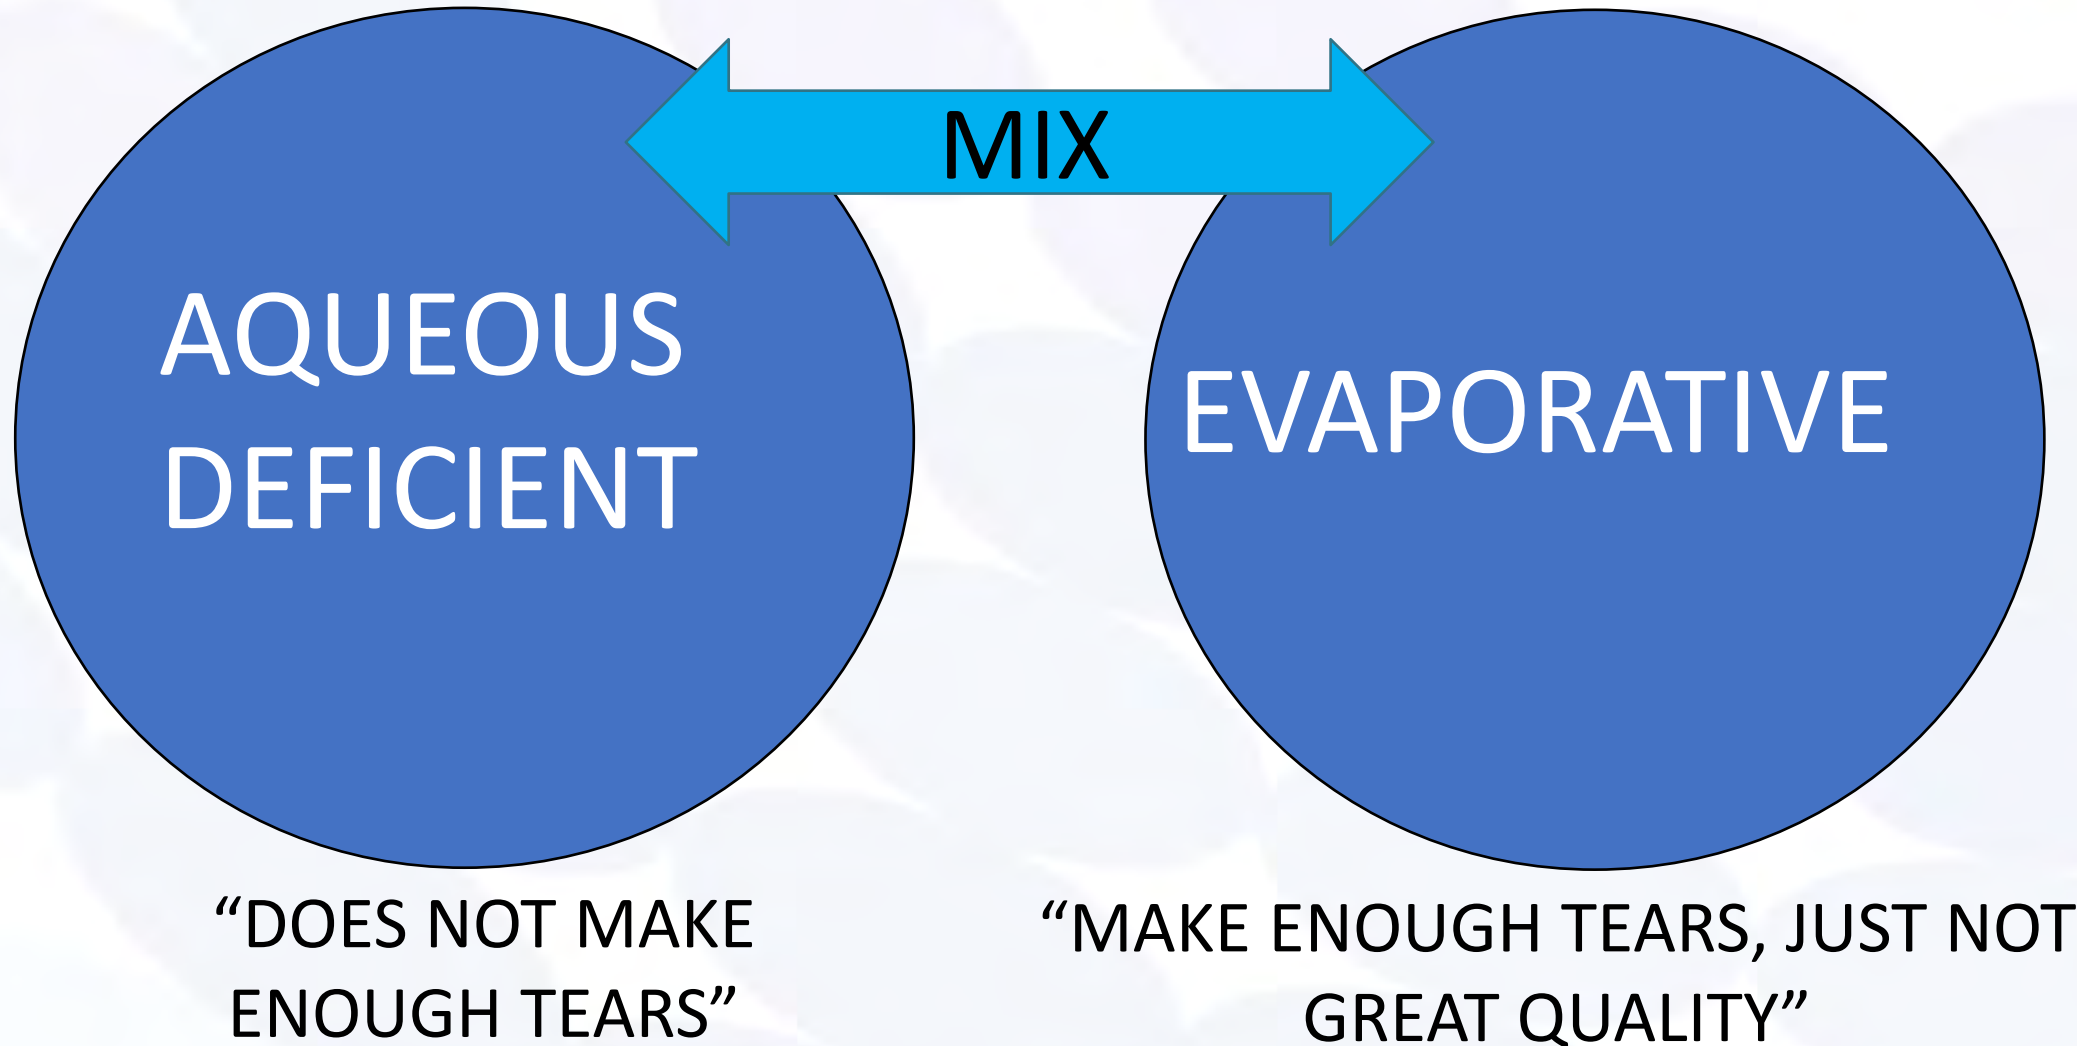 MIX
AQUEOUS
DEFICIENT
EVAPORATIVE
“DOES NOT MAKE
ENOUGH TEARS”
“MAKE ENOUGH TEARS, JUST NOT
GREAT QUALITY”